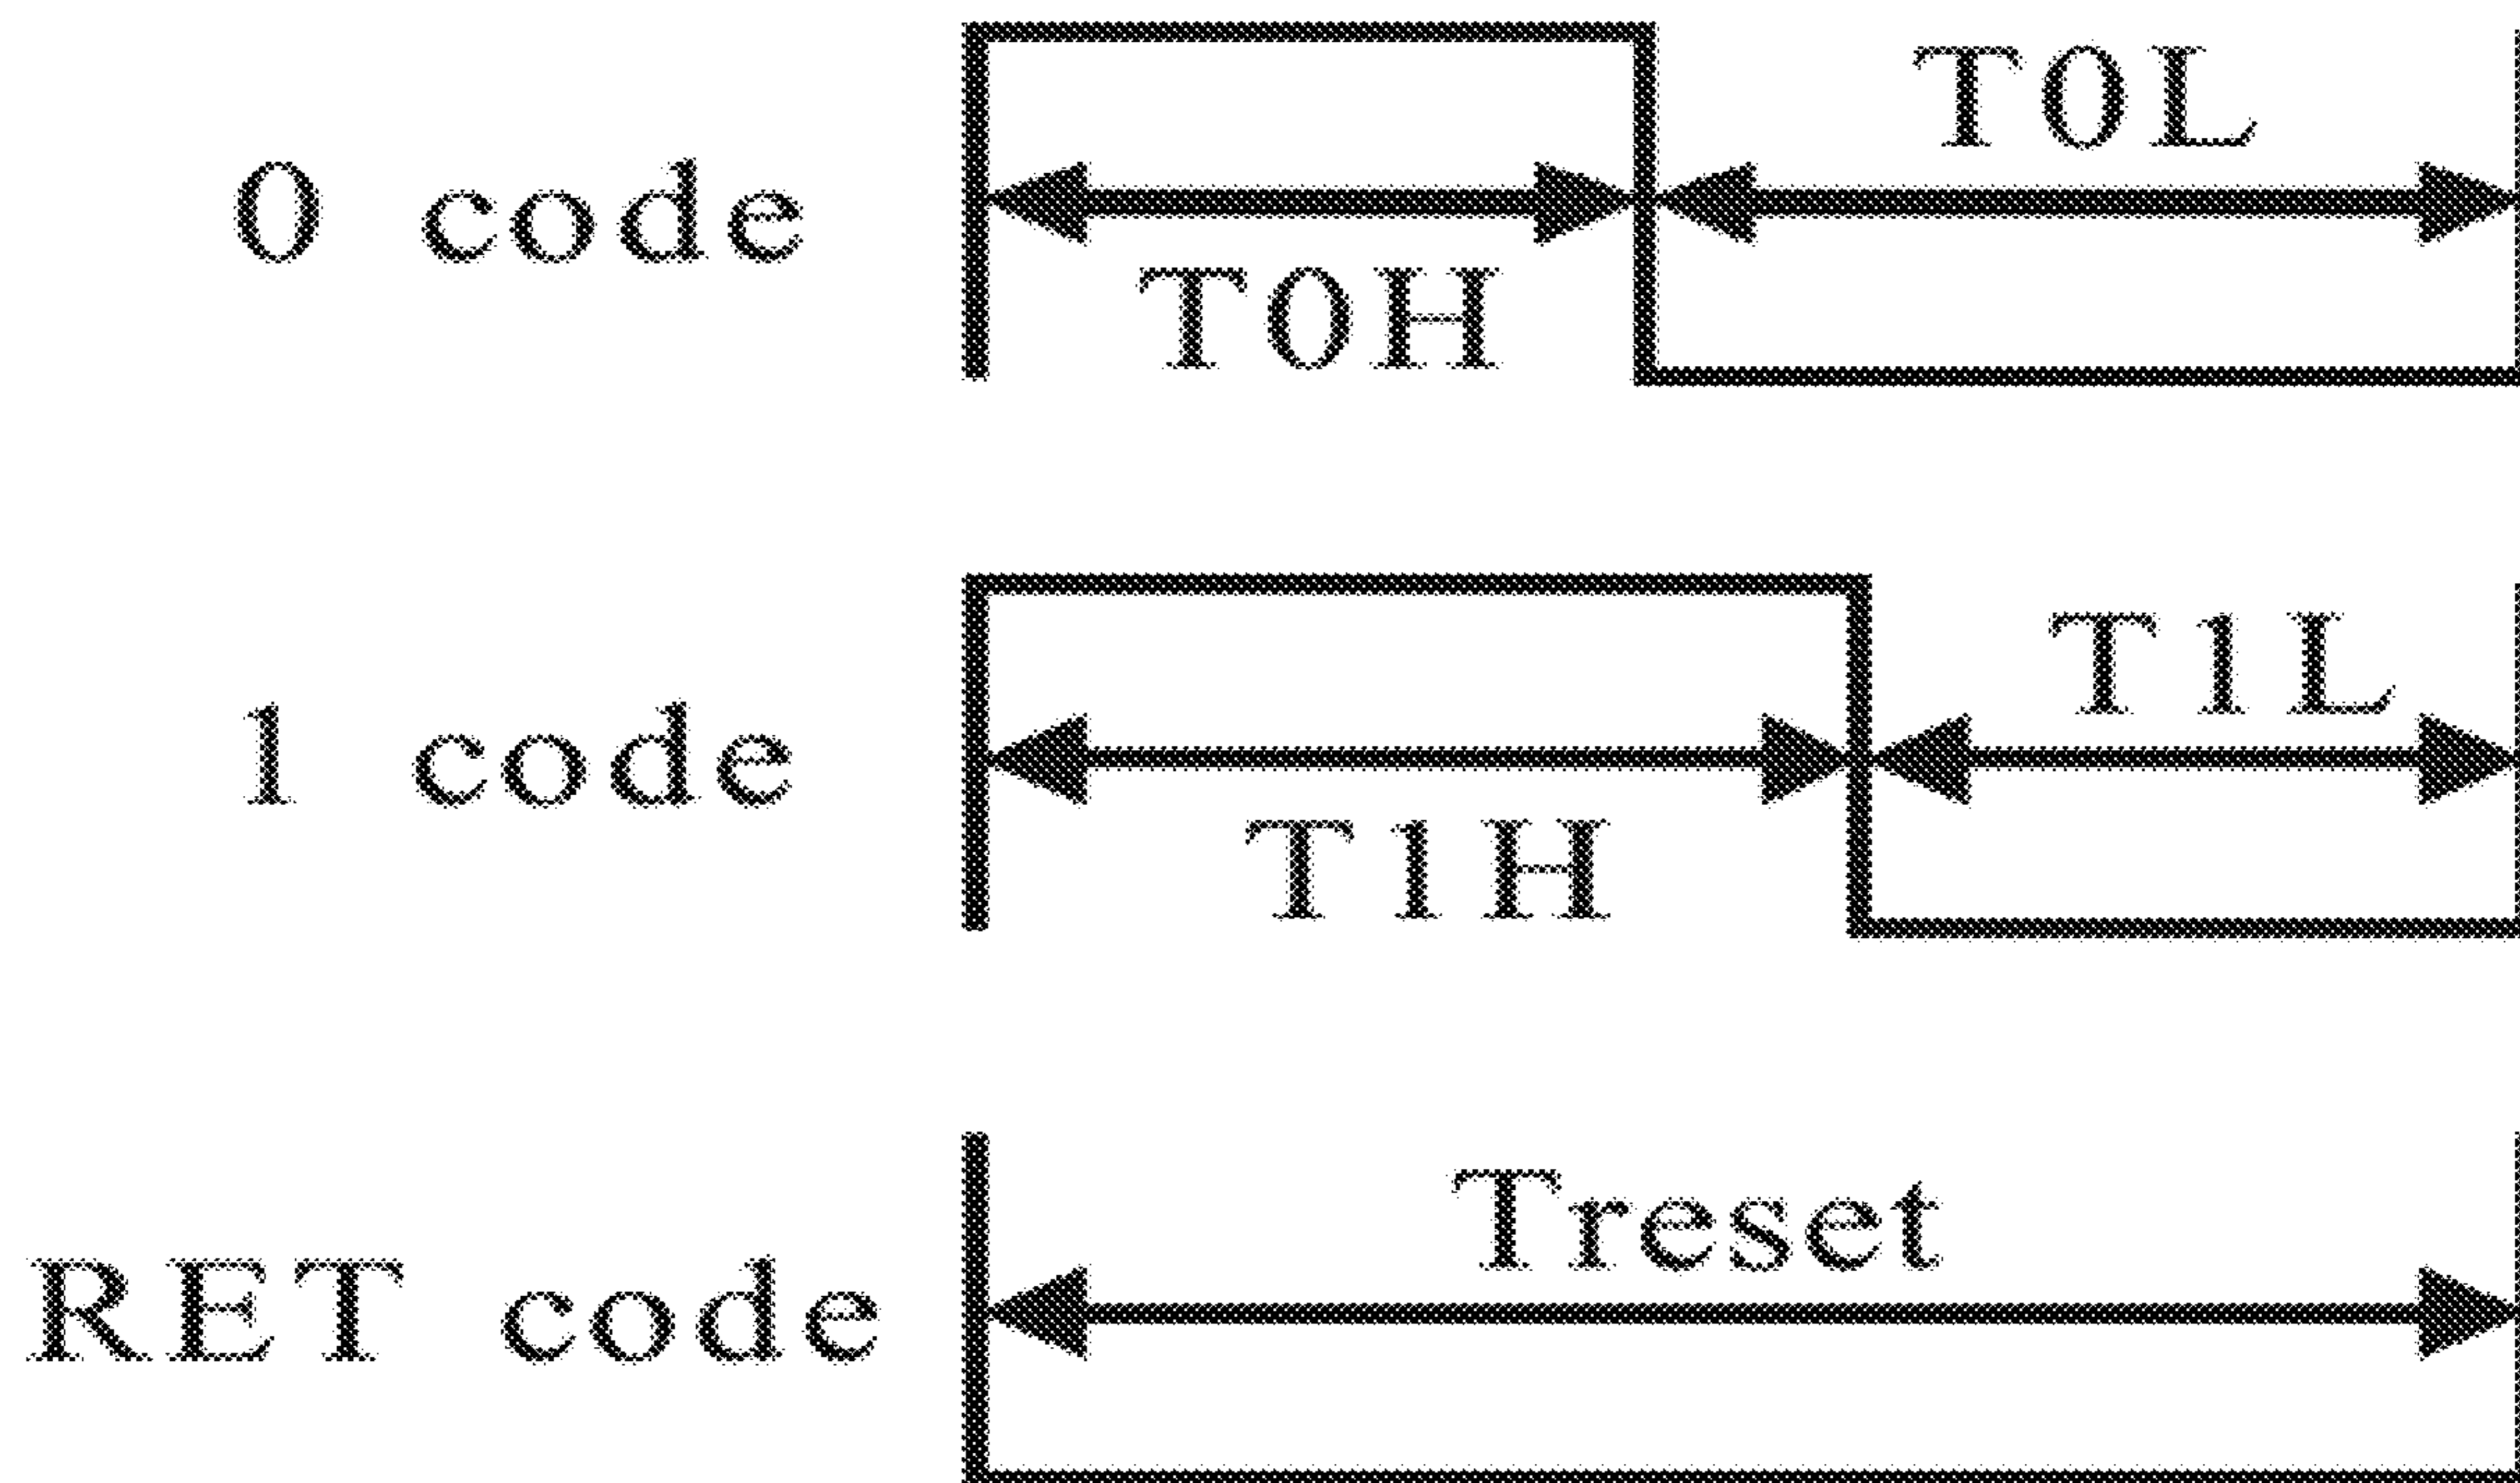 T0L
0 code
T0H
T1L
1 code
T1H
Treset
RET code